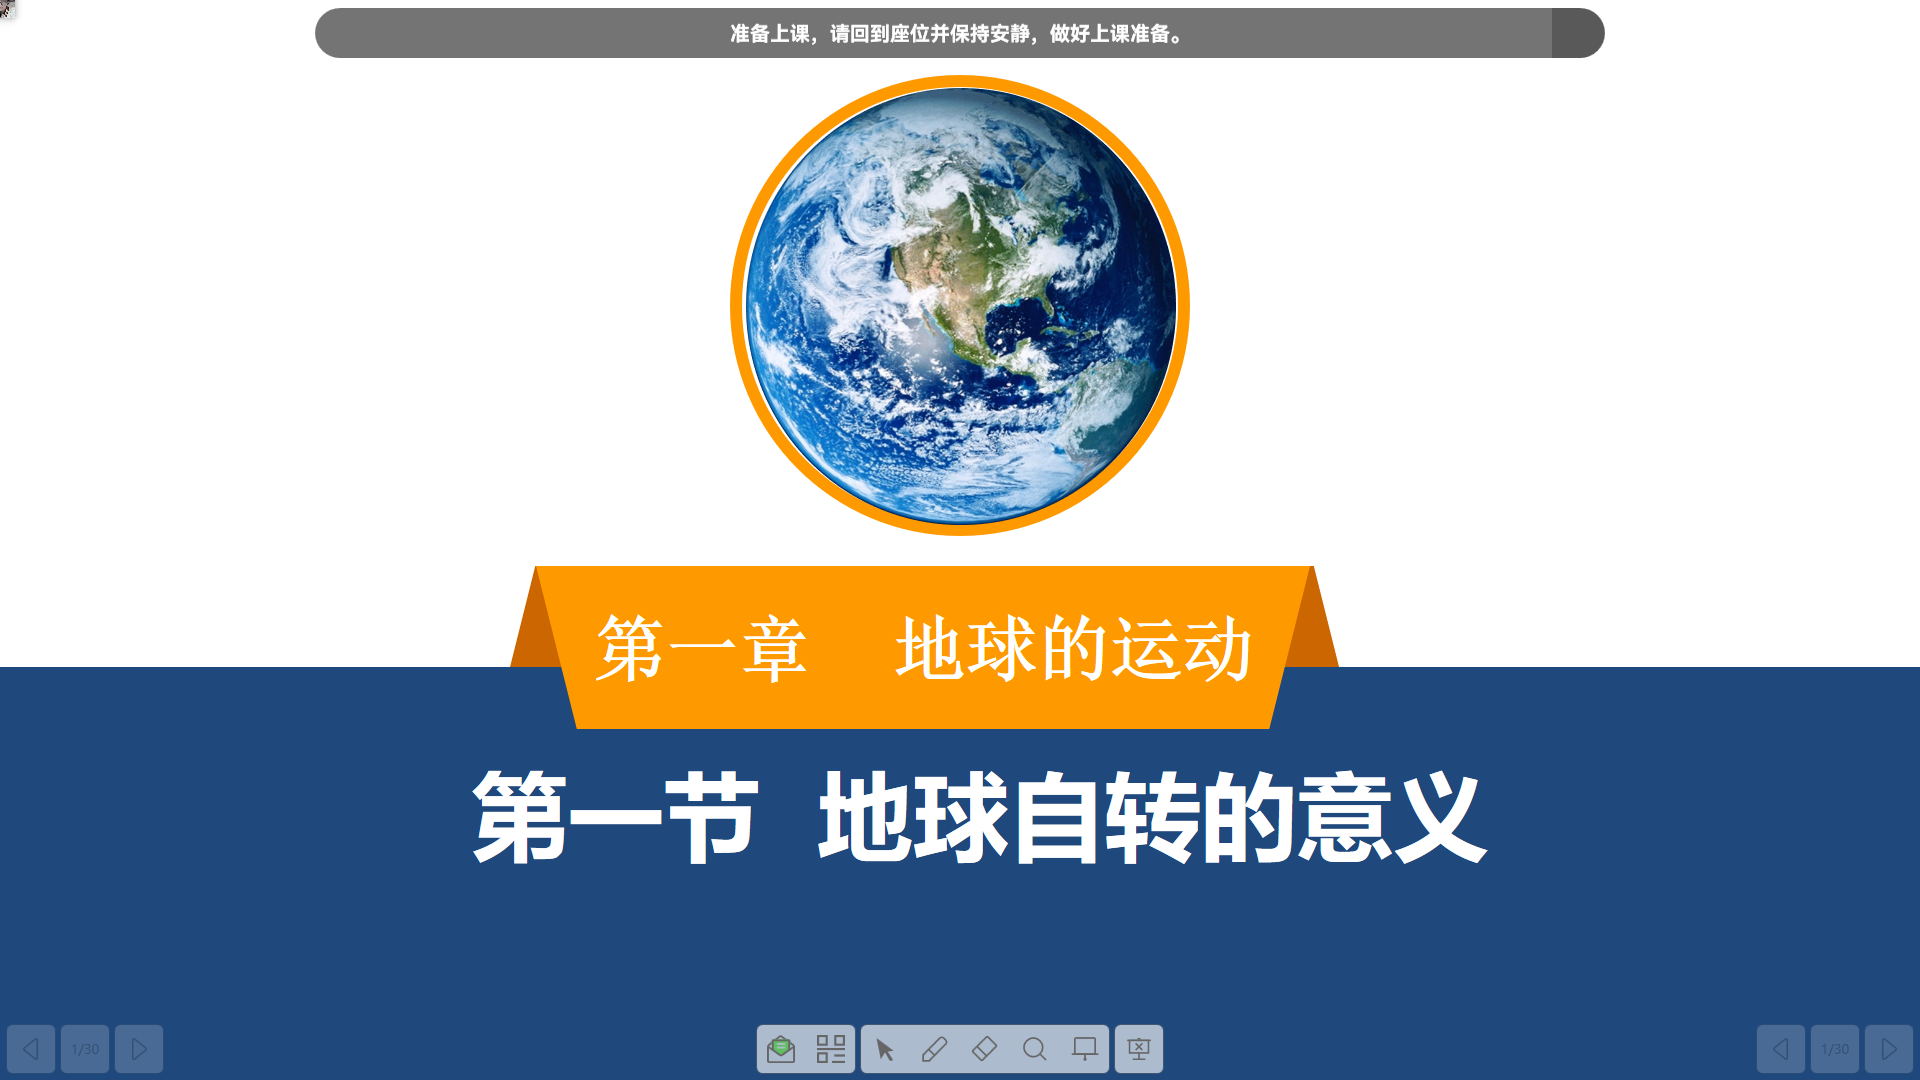 准备上课，请回到座位并保持安静，做好上课准备。
第一章 地球的运动
第一节 地球自转的意义
1/30
1/30